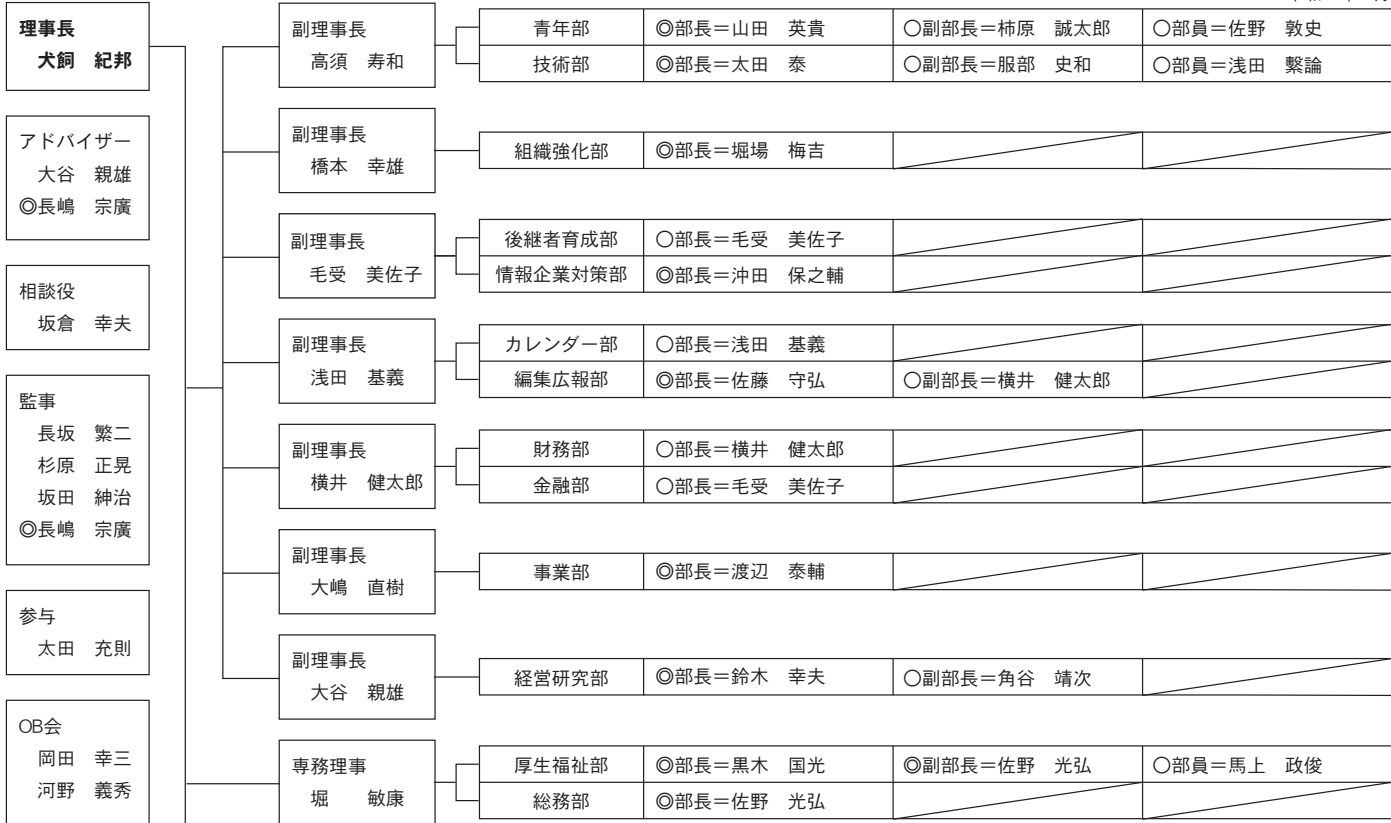 理事長
犬飼　紀邦
アドバイザー
大谷　親雄
◎長嶋　宗廣
相談役
坂倉　幸夫
監事
長坂　繁二
杉原　正晃
坂田　紳治
◎長嶋　宗廣
参与
太田　充則
OB会
岡田　幸三
河野　義秀
副理事長
高須　寿和
青年部　◎部長＝山田　英貴　○副部長＝柿原　誠太郎　○部員＝佐野　敦史
技術部　◎部長＝太田　泰　○副部長＝服部　史和　○部員＝浅田　繫論
副理事長
橋本　幸雄
組織強化部　◎部長＝堀場　梅吉
副理事長
毛受　美佐子
後継者育成部　○部長＝毛受　美佐子
情報企業対策部　◎部長＝沖田　保之輔
副理事長
浅田　基義
カレンダー部　○部長＝浅田　基義
編集広報部　◎部長＝佐藤　守弘　○副部長＝横井　健太郎
副理事長
横井　健太郎
財務部　○部長＝横井　健太郎
金融部　○部長＝毛受　美佐子
副理事長
大嶋　直樹
事業部　◎部長＝渡辺　泰輔
副理事長
大谷　親雄
経営研究部　◎部長＝鈴木　幸夫　○副部長＝角谷　靖次
専務理事
堀　敏康
厚生福祉部　◎部長＝黒木　国光　◎副部長＝佐野　光弘　○部員＝馬上　政俊
総務部　◎部長＝佐野　光弘